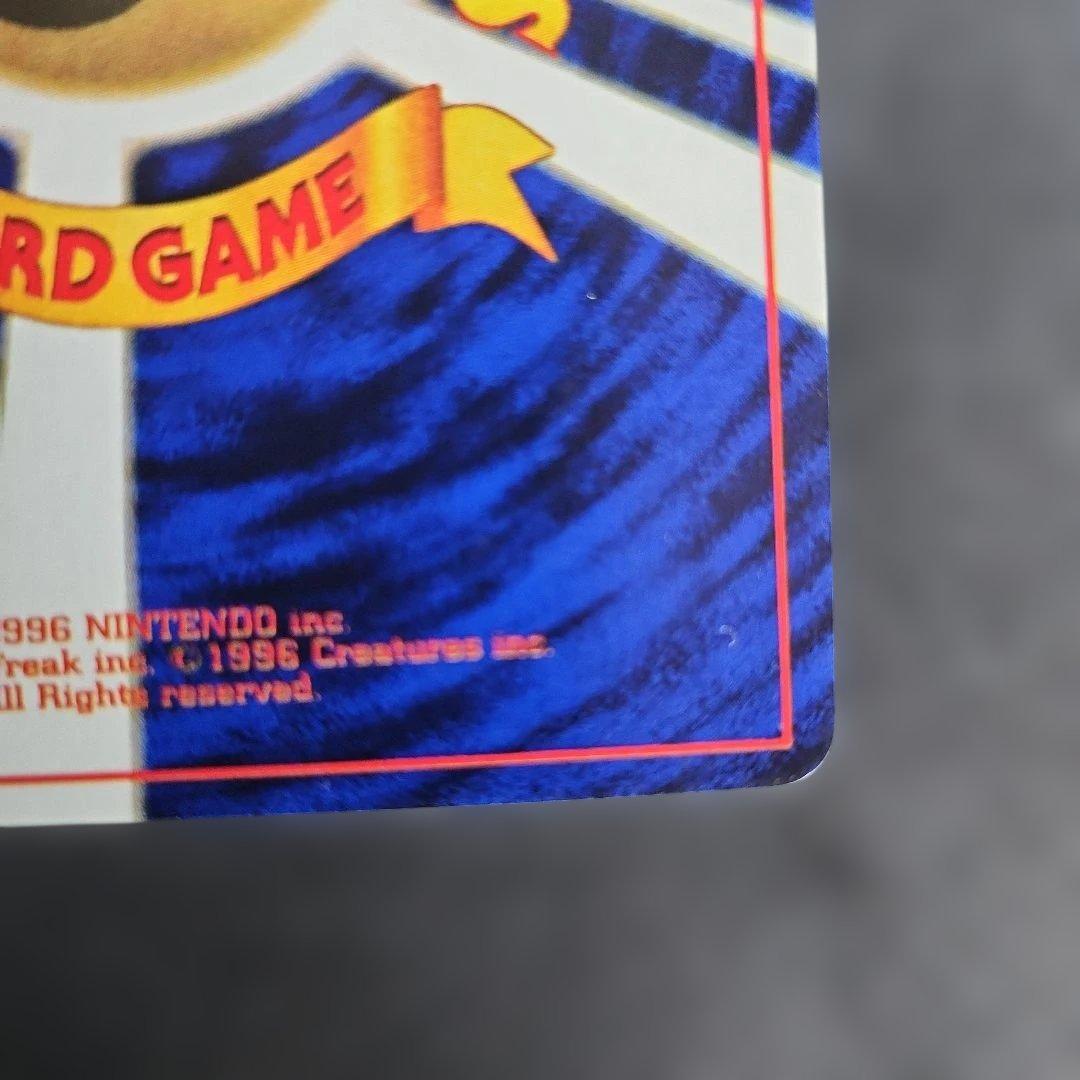 S
RD GAME
996 NINTENDO inc.
freak inc. © 1996 Creatures inc.
ll Rights reserved.